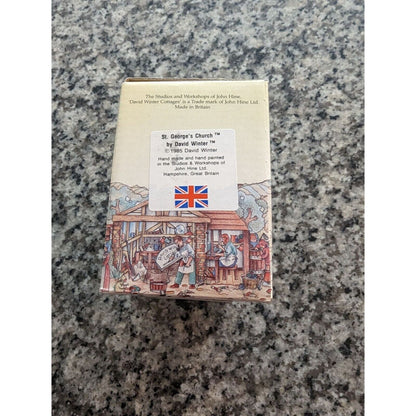 The Studios and Workshops of John Hine.
'David Winter Cottages' is a Trade mark of John Hine Ltd.
Made in Britain
St. George's Church™
by David Winter™
© 1985 David Winter
Hand made and hand painted
in the Studios & Workshops of
John Hine Ltd.
Hampshire, Great Britain